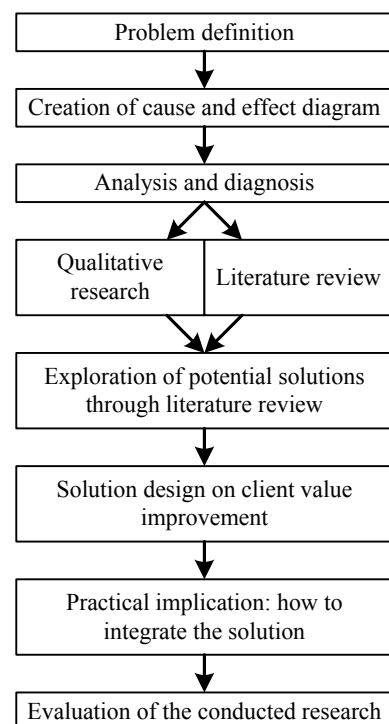 Problem definition
Creation of cause and effect diagram
Analysis and diagnosis
Qualitative
research
Literature review
Exploration of potential solutions
through literature review
Solution design on client value
improvement
Practical implication: how to
integrate the solution
Evaluation of the conducted research